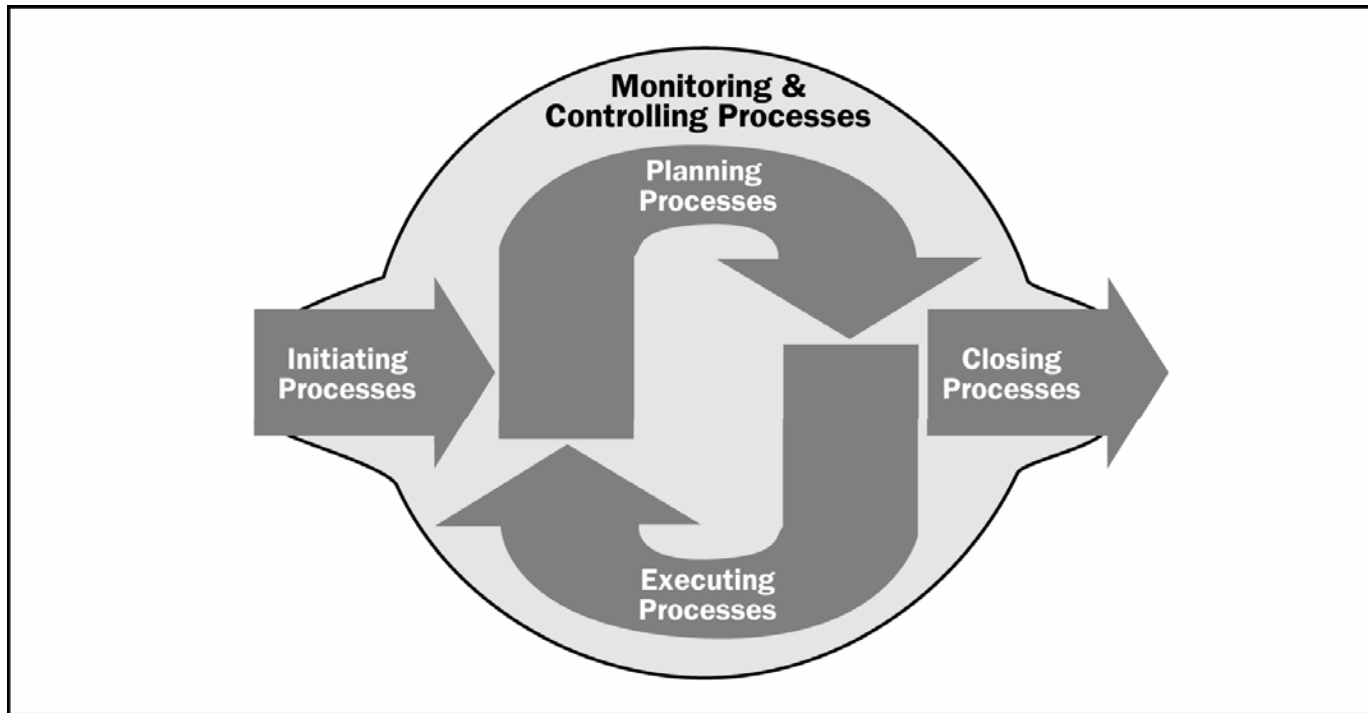 Monitoring &
Controlling Processes
Planning
Processes
Initiating
Processes
Closing
Processes
Executing
Processes